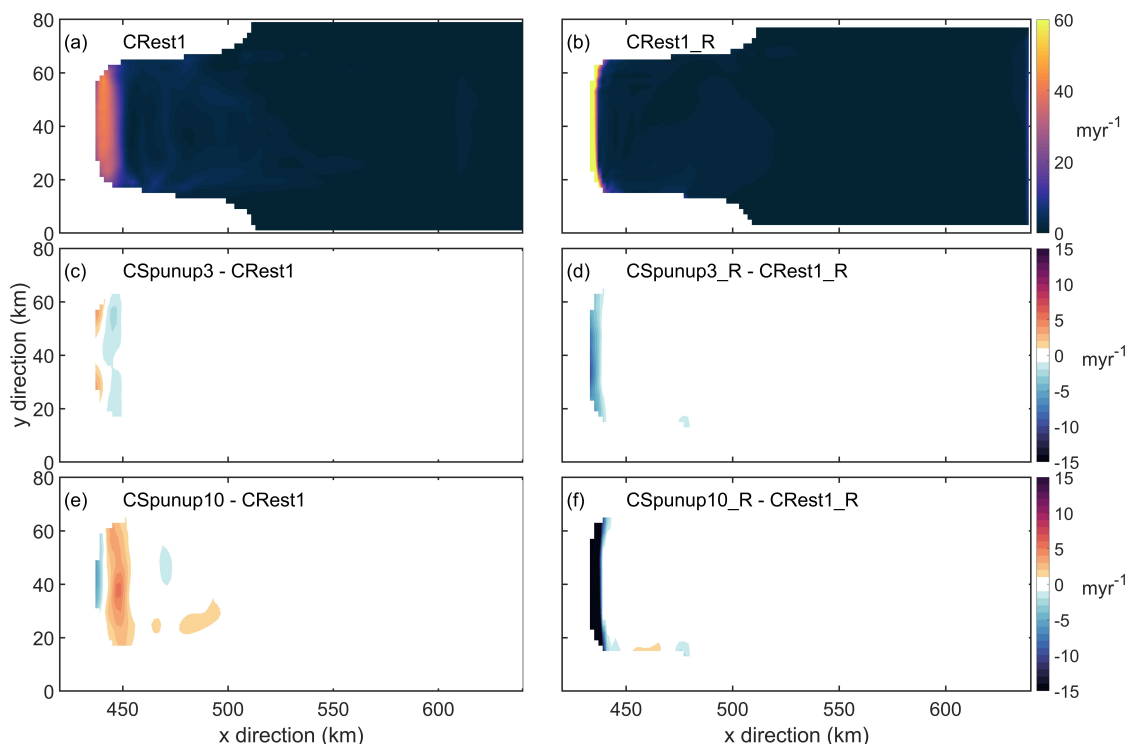 80
(a) CRest1
60
40
20
0
(b) CRest1_R
60
40
20
0
myr-1
80
(c) CSpunup3 - CRest1
60
40
20
0
y direction (km)
(d) CSpunup3_R - CRest1_R
15
10
5
0
-5
-10
-15
myr-1
80
(e) CSpunup10 - CRest1
60
40
20
0
450 500 550 600
x direction (km)
(f) CSpunup10_R - CRest1_R
450 500 550 600
x direction (km)
15
10
5
0
-5
-10
-15
myr-1